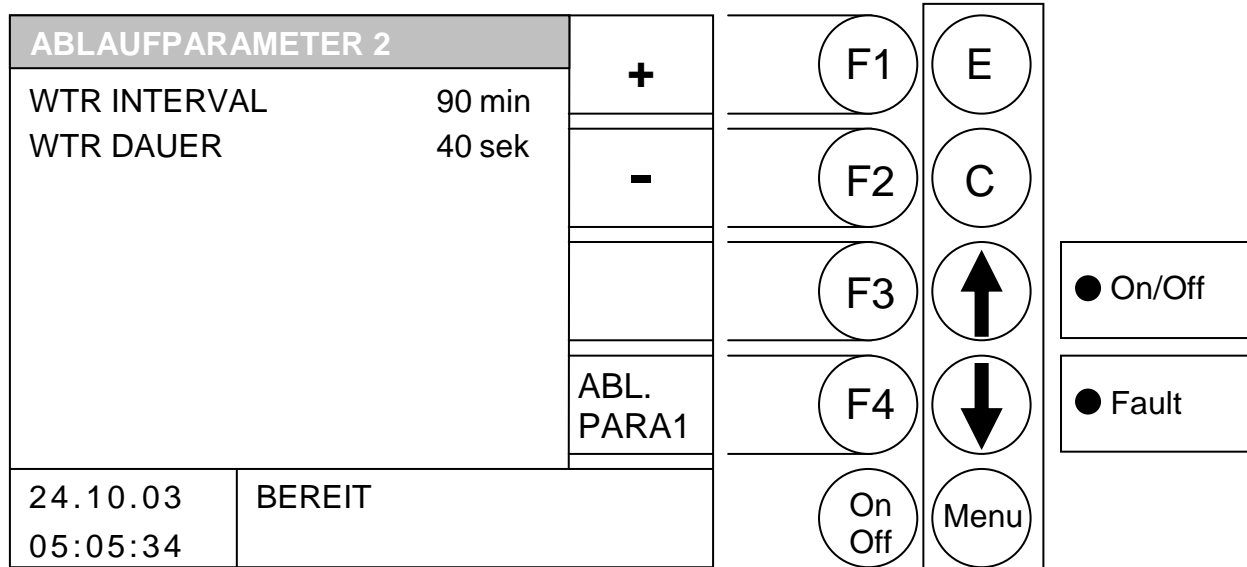 ABLAUFPARAMETER 2
WTR INTERVAL 90 min
WTR DAUER 40 sek
+
-
ABL.
PARA1
24.10.03
05:05:34
BEREIT
F1
F2
F3
F4
On
Off
E
C
Menu
On/Off
Fault